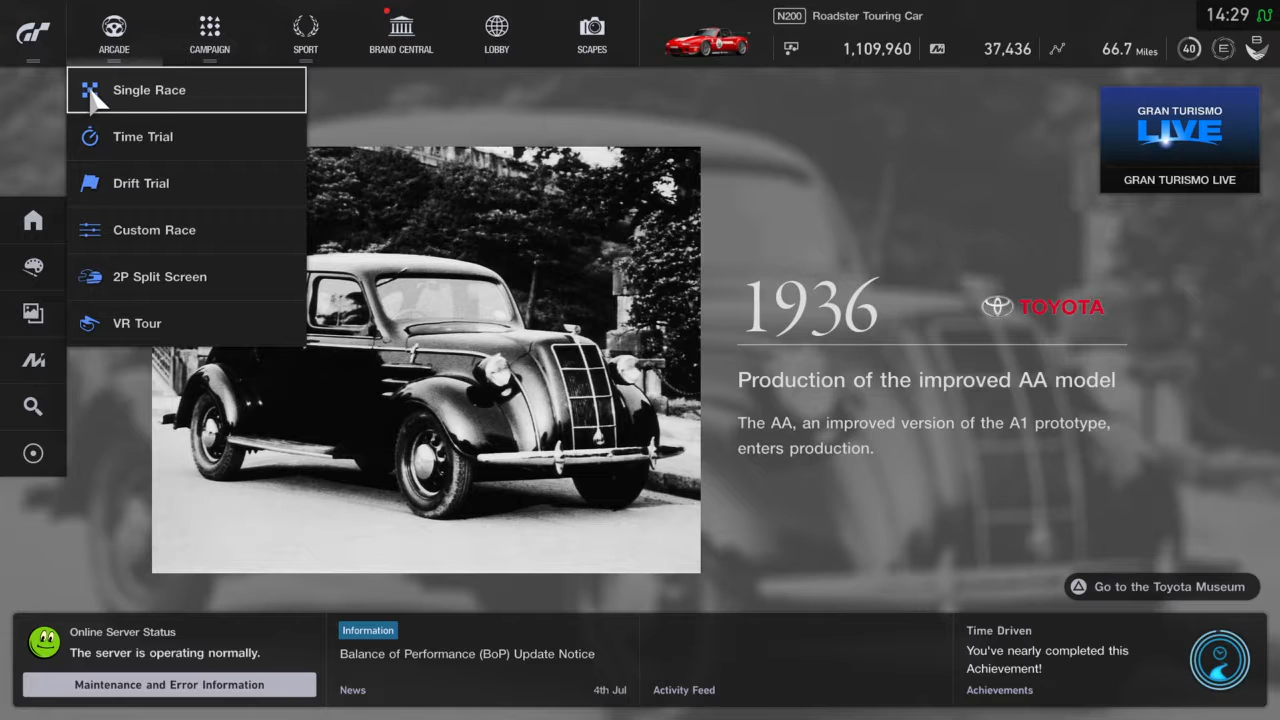 ARCADE
CAMPAIGN
SPORT
BRAND CENTRAL
LOBBY
SCAPES
N200 Roadster Touring Car
1,109,960
37,436
66.7 Miles
40
E
B
14:29
Single Race
Time Trial
Drift Trial
Custom Race
2P Split Screen
VR Tour
GRAN TURISMO
LIVE
GRAN TURISMO LIVE
1936
TOYOTA
Production of the improved AA model
The AA, an improved version of the A1 prototype,
enters production.
Go to the Toyota Museum
Online Server Status
The server is operating normally.
Maintenance and Error Information
Information
Balance of Performance (BoP) Update Notice
News 4th Jul
Activity Feed
Time Driven
You've nearly completed this
Achievement!
Achievements